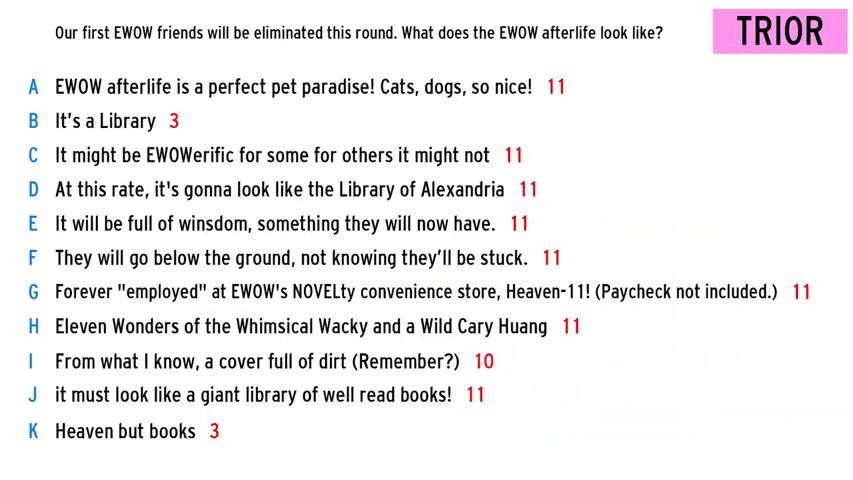 Our first EWOW friends will be eliminated this round. What does the EWOW afterlife look like?
TRIOR
A EWOW afterlife is a perfect pet paradise! Cats, dogs, so nice! 11
B It's a Library 3
C It might be EWOWerific for some for others it might not 11
D At this rate, it's gonna look like the Library of Alexandria 11
E It will be full of winsdom, something they will now have. 11
F They will go below the ground, not knowing they'll be stuck. 11
G Forever "employed" at EWOW's NOVELty convenience store, Heaven-11! (Paycheck not included.) 11
H Eleven Wonders of the Whimsical Wacky and a Wild Cary Huang 11
I From what I know, a cover full of dirt (Remember?) 10
J it must look like a giant library of well read books! 11
K Heaven but books 3